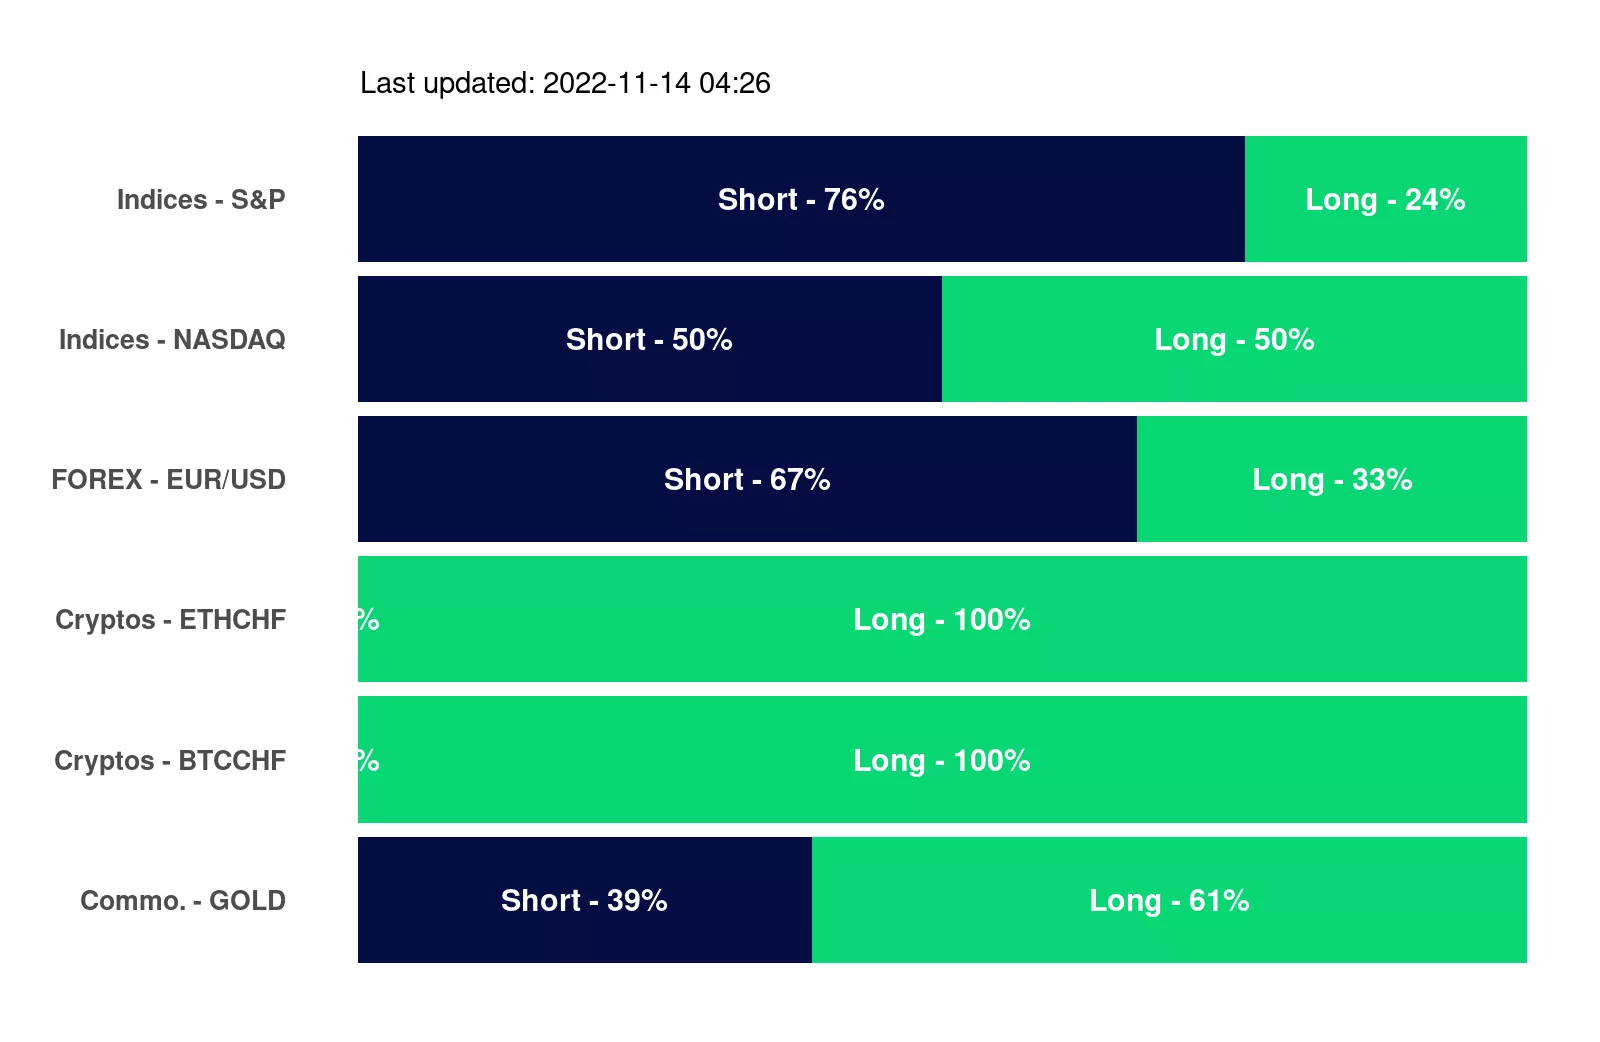 Last updated: 2022-11-14 04:26
Indices - S&P Short - 76% Long - 24%
Indices - NASDAQ Short - 50% Long - 50%
FOREX - EUR/USD Short - 67% Long - 33%
Cryptos - ETHCHF % Long - 100%
Cryptos - BTCCHF % Long - 100%
Commo. - GOLD Short - 39% Long - 61%